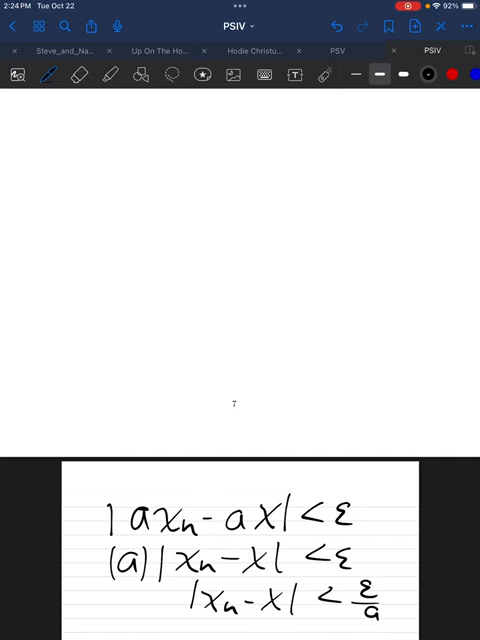 2:24 PM Tue Oct 22
92%
PSIV
Steve_and_Na...
Up On The Ho...
Hodie Christu...
PSV
PSIV
7
|axₙ - ax| < ε
(a)|xₙ - x| < ε
|xₙ - x| < ε/a